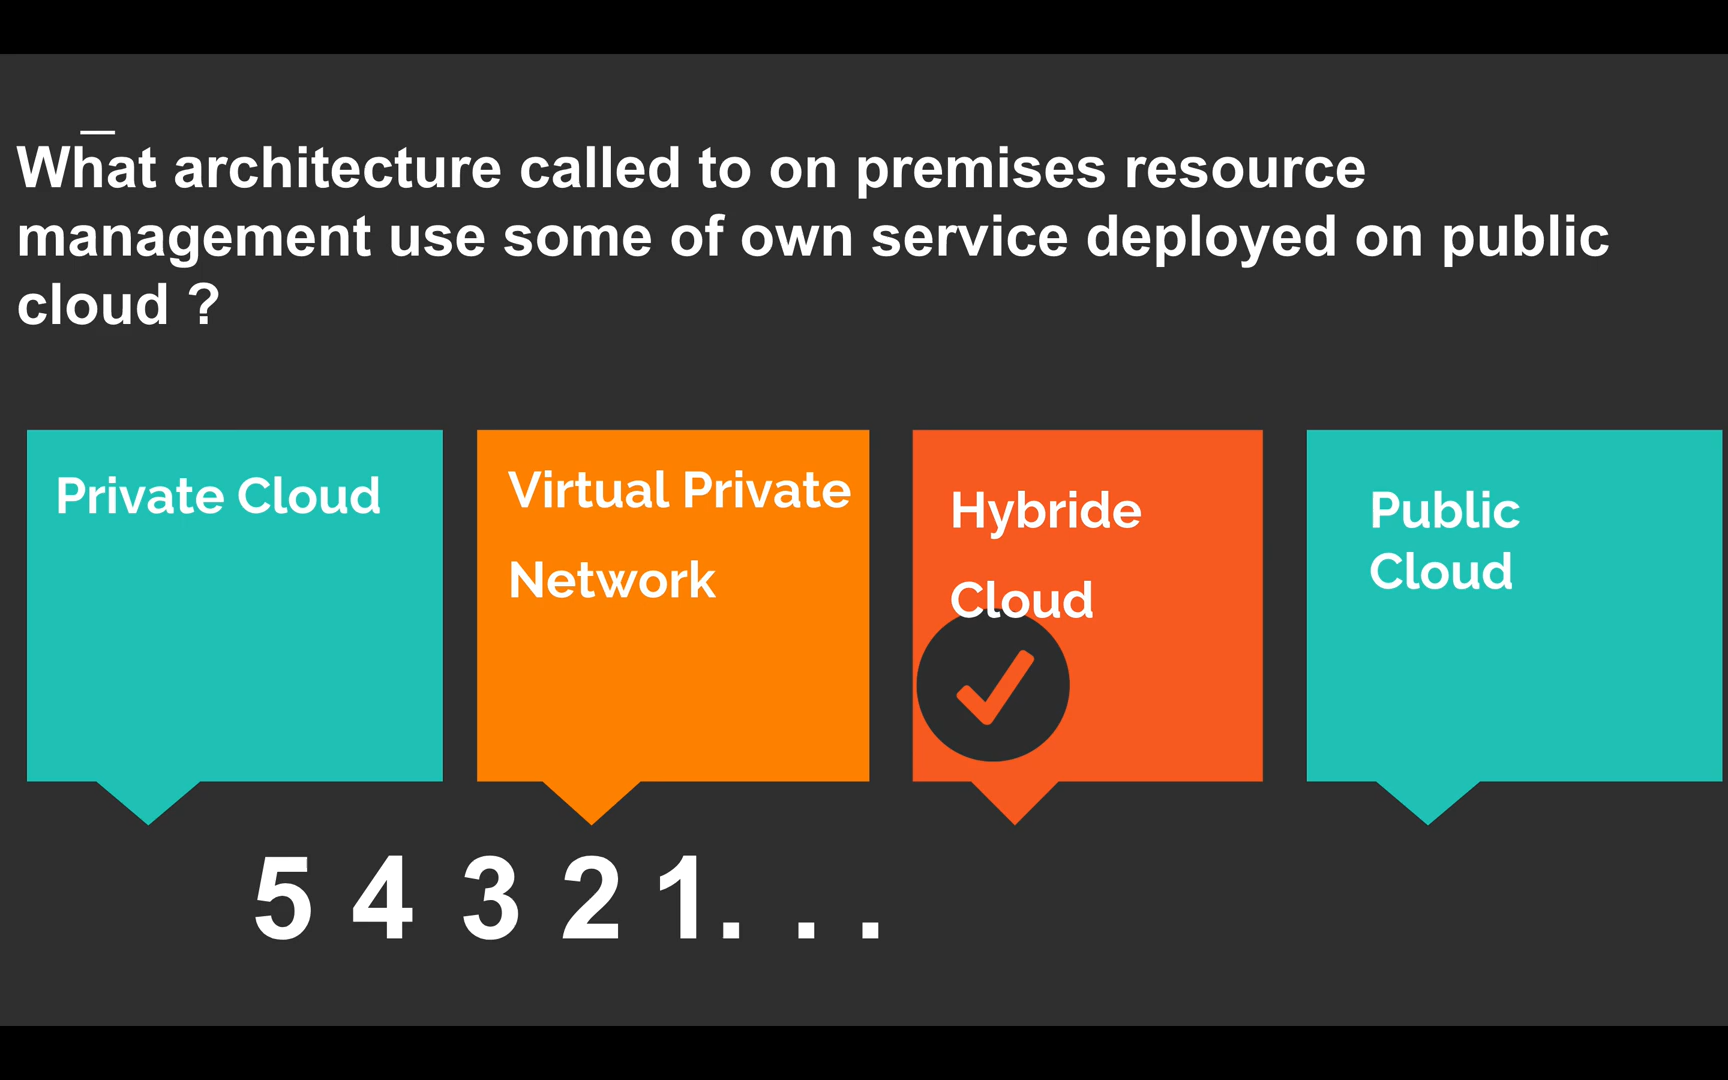 What architecture called to on premises resource
management use some of own service deployed on public
cloud ?
Private Cloud
Virtual Private
Network
Hybride
Cloud
Public
Cloud
5 4 3 2 1. . .